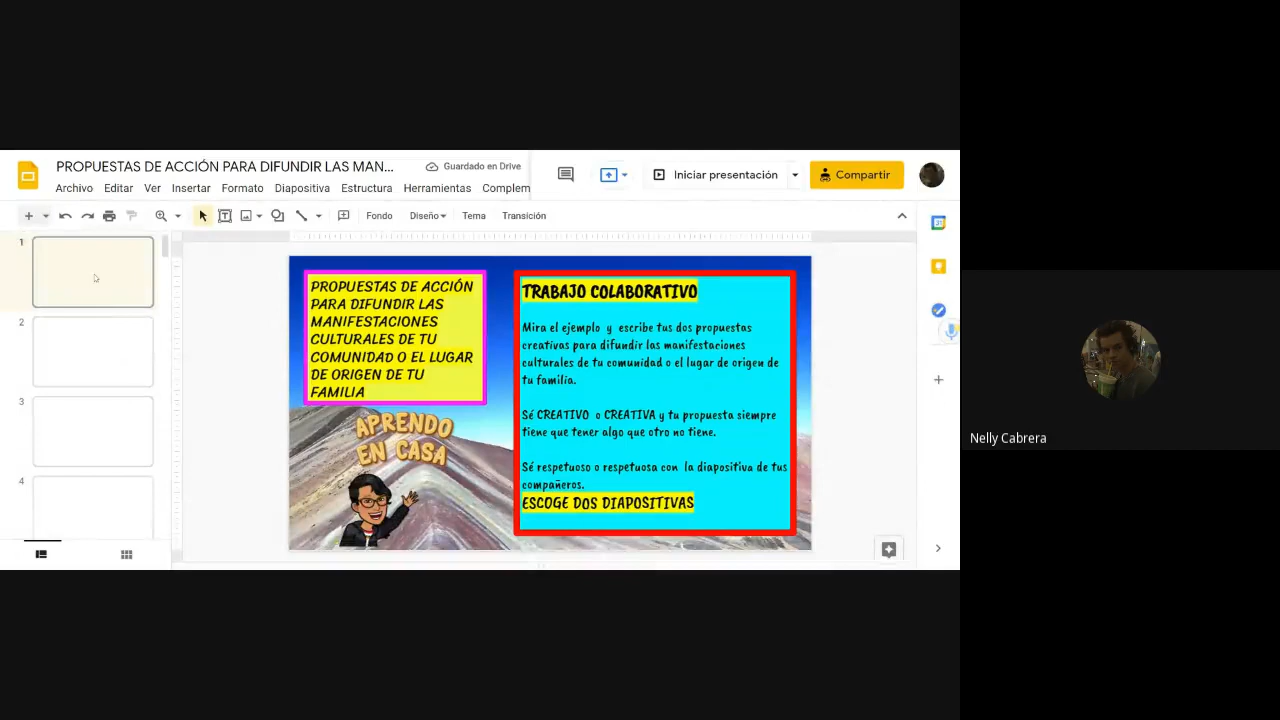 PROPUESTAS DE ACCIÓN PARA DIFUNDIR LAS MAN...
Guardado en Drive
Iniciar presentación
Compartir
Archivo Editar Ver Insertar Formato Diapositiva Estructura Herramientas Complem
Fondo Diseño Tema Transición
1
2
3
4
PROPUESTAS DE ACCIÓN
PARA DIFUNDIR LAS
MANIFESTACIONES
CULTURALES DE TU
COMUNIDAD O EL LUGAR
DE ORIGEN DE TU
FAMILIA
APRENDO
EN CASA
TRABAJO COLABORATIVO
Mira el ejemplo y escribe tus dos propuestas
creativas para difundir las manifestaciones
culturales de tu comunidad o el lugar de origen de
tu familia.
Sé CREATIVO o CREATIVA y tu propuesta siempre
tiene que tener algo que otro no tiene.
Sé respetuoso o respetuosa con la diapositiva de tus
compañeros.
ESCOGE DOS DIAPOSITIVAS
Nelly Cabrera